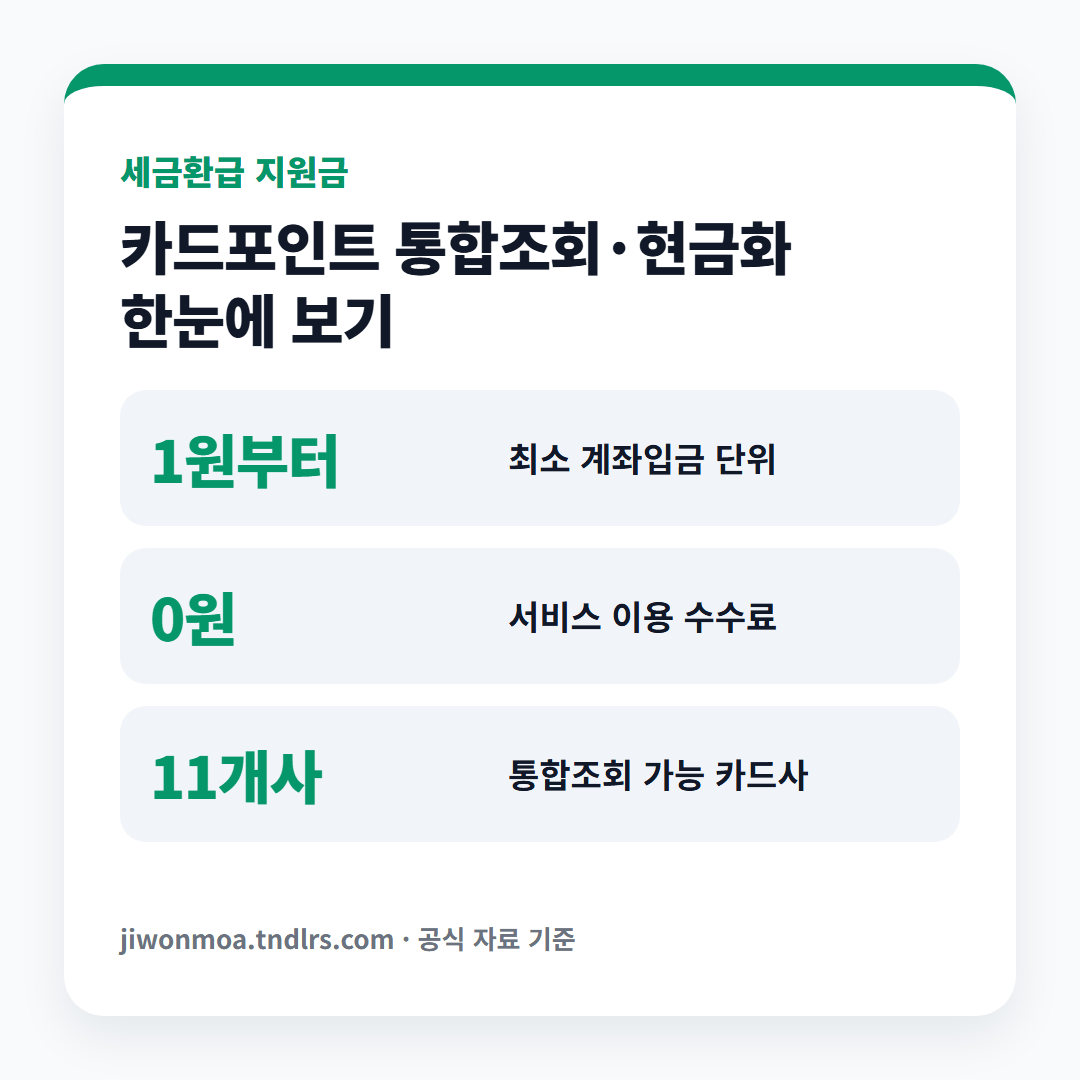 세금환급 지원금
카드포인트 통합조회·현금화
한눈에 보기
1원부터 최소 계좌입금 단위
0원 서비스 이용 수수료
11개사 통합조회 가능 카드사
jiwonmoa.tndlrs.com · 공식 자료 기준